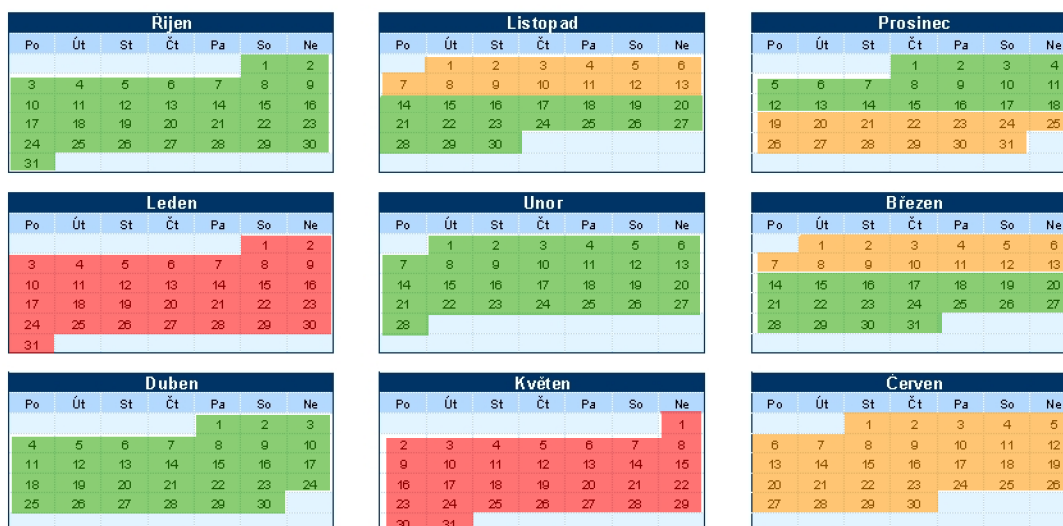 Říjen
Po Út St Čt Pa So Ne
1 2
3 4 5 6 7 8 9
10 11 12 13 14 15 16
17 18 19 20 21 22 23
24 25 26 27 28 29 30
31
Listopad
Po Út St Čt Pa So Ne
1 2 3 4 5 6
7 8 9 10 11 12 13
14 15 16 17 18 19 20
21 22 23 24 25 26 27
28 29 30
Prosinec
Po Út St Čt Pa So Ne
1 2 3 4
5 6 7 8 9 10 11
12 13 14 15 16 17 18
19 20 21 22 23 24 25
26 27 28 29 30 31
Leden
Po Út St Čt Pa So Ne
1 2
3 4 5 6 7 8 9
10 11 12 13 14 15 16
17 18 19 20 21 22 23
24 25 26 27 28 29 30
31
Unor
Po Út St Čt Pa So Ne
1 2 3 4 5 6
7 8 9 10 11 12 13
14 15 16 17 18 19 20
21 22 23 24 25 26 27
28
Březen
Po Út St Čt Pa So Ne
1 2 3 4 5 6
7 8 9 10 11 12 13
14 15 16 17 18 19 20
21 22 23 24 25 26 27
28 29 30 31
Duben
Po Út St Čt Pa So Ne
1 2 3
4 5 6 7 8 9 10
11 12 13 14 15 16 17
18 19 20 21 22 23 24
25 26 27 28 29 30
Květen
Po Út St Čt Pa So Ne
1
2 3 4 5 6 7 8
9 10 11 12 13 14 15
16 17 18 19 20 21 22
23 24 25 26 27 28 29
30 31
Červen
Po Út St Čt Pa So Ne
1 2 3 4 5
6 7 8 9 10 11 12
13 14 15 16 17 18 19
20 21 22 23 24 25 26
27 28 29 30